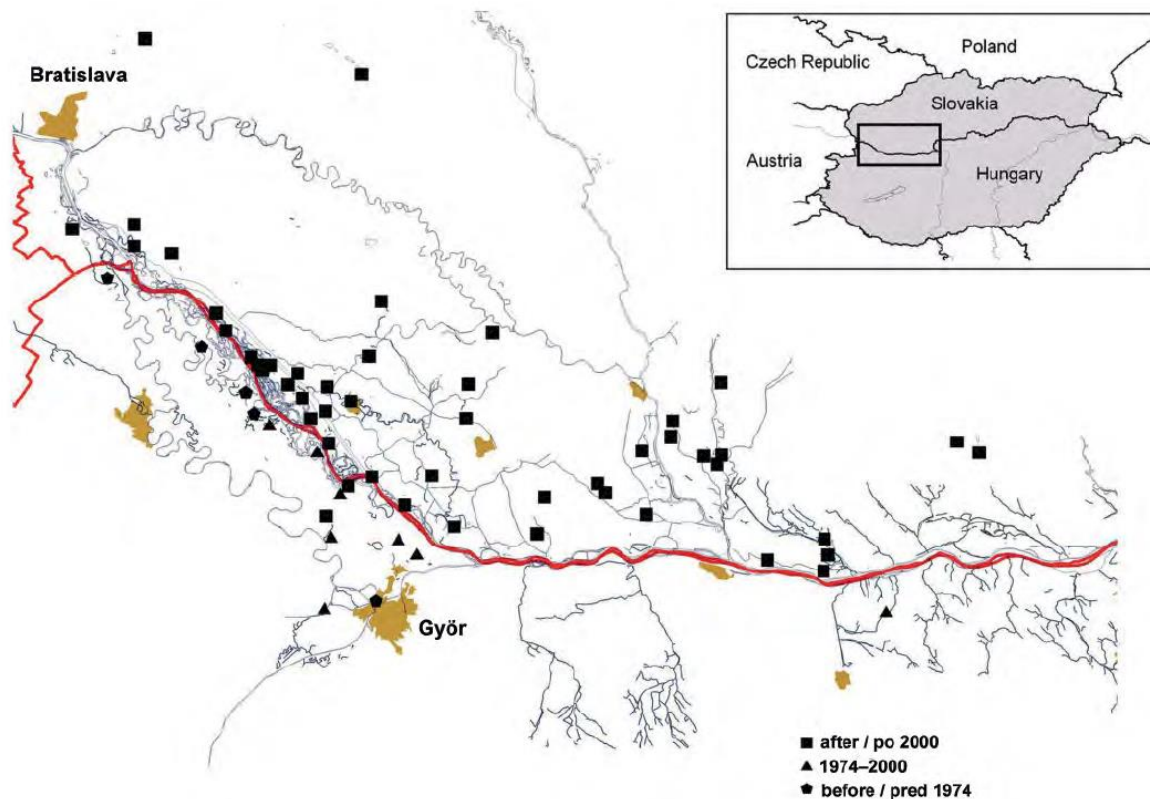 Bratislava
Poland
Czech Republic
Slovakia
Austria
Hungary
Györ
after / po 2000
1974–2000
before / pred 1974